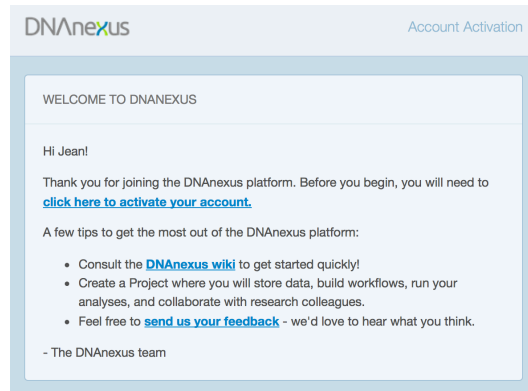 DNAnexus
Account Activation
WELCOME TO DNANEXUS
Hi Jean!
Thank you for joining the DNAnexus platform. Before you begin, you will need to
click here to activate your account.
A few tips to get the most out of the DNAnexus platform:
• Consult the DNAnexus wiki to get started quickly!
• Create a Project where you will store data, build workflows, run your
analyses, and collaborate with research colleagues.
• Feel free to send us your feedback - we'd love to hear what you think.
- The DNAnexus team